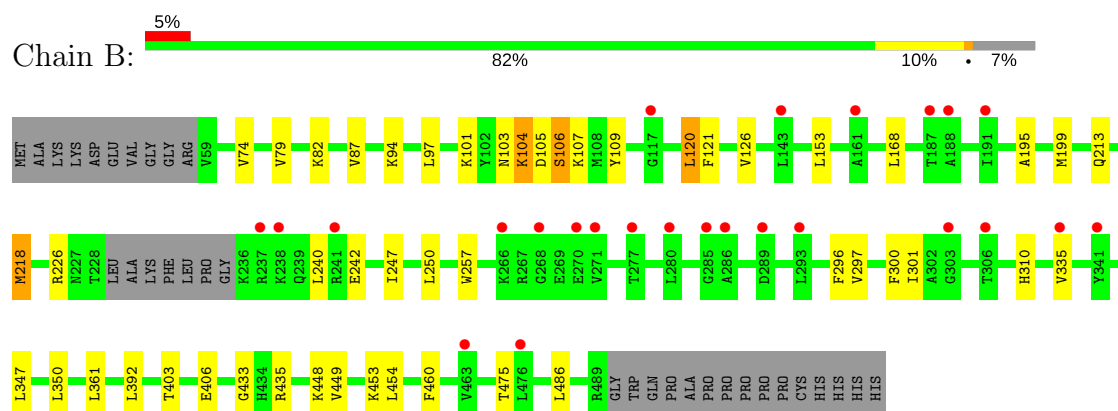 5%
Chain B:
82% 10% • 7%
MET ALA LYS LYS ASP GLU VAL GLY GLY ARG V59 V74 V79 K82 V87 K94 L97 K101 Y102 N103 K104 D105 S106 K107 M108 Y109 G117 L120 F121 V126 L143 L153 A161 L168 T187 A188 I191 A195 M199 Q213
M218 R226 N227 T228 LEU ALA LYS PHE LEU PRO GLY K236 R237 K238 Q239 L240 R241 E242 I247 L250 W257 K266 R267 G268 E269 E270 V271 T277 L280 G285 A286 D289 L293 F296 V297 F300 I301 A302 G303 T306 H310 V335 Y341
L347 L350 L361 L392 T403 E406 G433 H434 R435 K448 V449 K453 L454 F460 V463 T475 L476 L486 R489 GLY TRP GLN PRO ALA PRO PRO PRO PRO PRO CYS HIS HIS HIS HIS